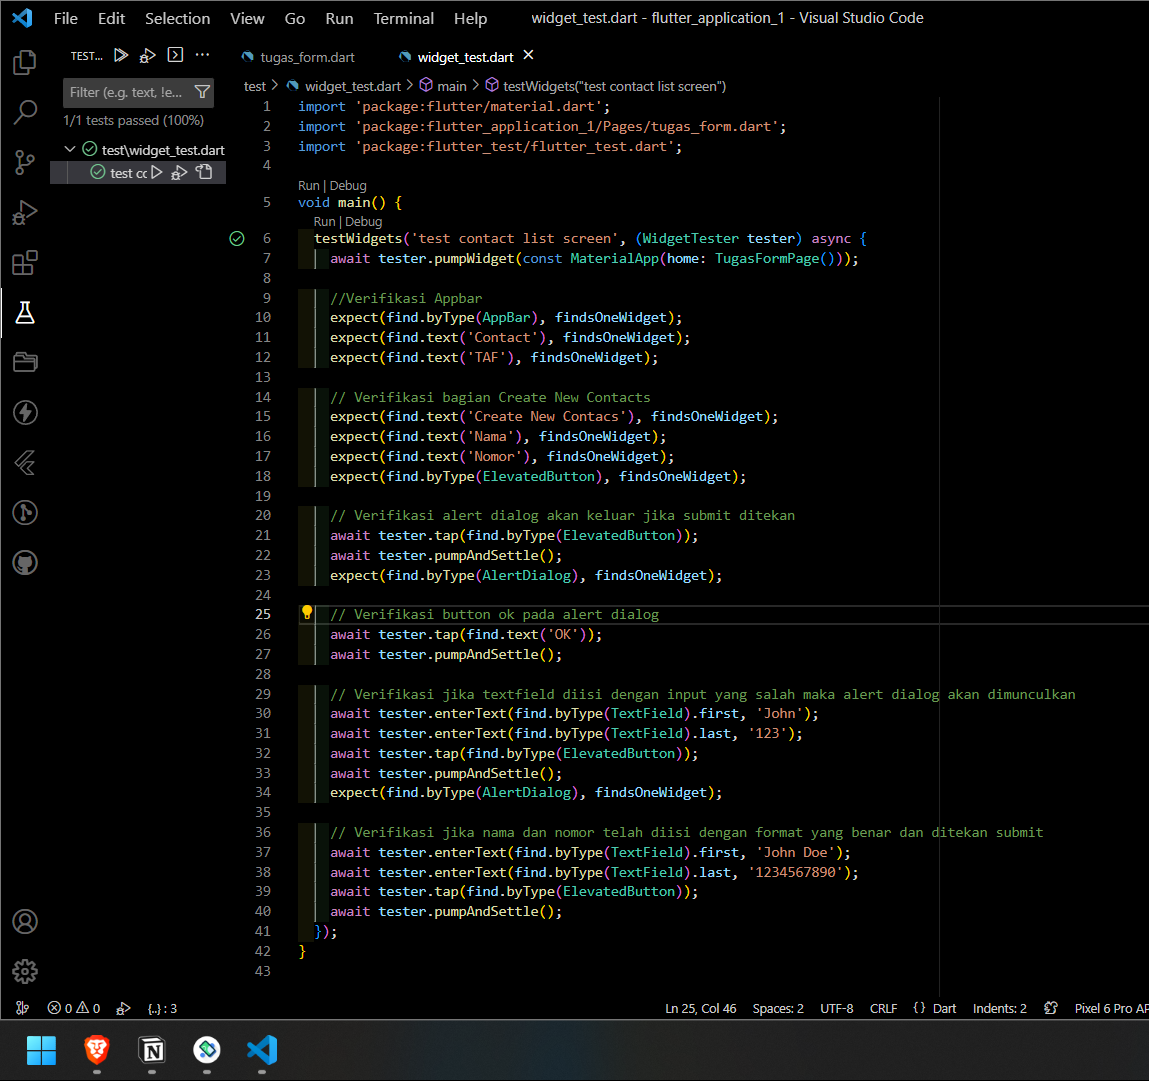 File Edit Selection View Go Run Terminal Help
widget_test.dart - flutter_application_1 - Visual Studio Code
TEST...
tugas_form.dart
widget_test.dart
Filter (e.g. text, !e...
1/1 tests passed (100%)
test\widget_test.dart
test cc
test > widget_test.dart > main > testWidgets("test contact list screen")
1 import 'package:flutter/material.dart';
2 import 'package:flutter_application_1/Pages/tugas_form.dart';
3 import 'package:flutter_test/flutter_test.dart';
4
Run | Debug
5 void main() {
Run | Debug
6 testWidgets('test contact list screen', (WidgetTester tester) async {
7 await tester.pumpWidget(const MaterialApp(home: TugasFormPage()));
8
9 //Verifikasi Appbar
10 expect(find.byType(AppBar), findsOneWidget);
11 expect(find.text('Contact'), findsOneWidget);
12 expect(find.text('TAF'), findsOneWidget);
13
14 // Verifikasi bagian Create New Contacts
15 expect(find.text('Create New Contacs'), findsOneWidget);
16 expect(find.text('Nama'), findsOneWidget);
17 expect(find.text('Nomor'), findsOneWidget);
18 expect(find.byType(ElevatedButton), findsOneWidget);
19
20 // Verifikasi alert dialog akan keluar jika submit ditekan
21 await tester.tap(find.byType(ElevatedButton));
22 await tester.pumpAndSettle();
23 expect(find.byType(AlertDialog), findsOneWidget);
24
25 // Verifikasi button ok pada alert dialog
26 await tester.tap(find.text('OK'));
27 await tester.pumpAndSettle();
28
29 // Verifikasi jika textfield diisi dengan input yang salah maka alert dialog akan dimunculkan
30 await tester.enterText(find.byType(TextField).first, 'John');
31 await tester.enterText(find.byType(TextField).last, '123');
32 await tester.tap(find.byType(ElevatedButton));
33 await tester.pumpAndSettle();
34 expect(find.byType(AlertDialog), findsOneWidget);
35
36 // Verifikasi jika nama dan nomor telah diisi dengan format yang benar dan ditekan submit
37 await tester.enterText(find.byType(TextField).first, 'John Doe');
38 await tester.enterText(find.byType(TextField).last, '1234567890');
39 await tester.tap(find.byType(ElevatedButton));
40 await tester.pumpAndSettle();
41 });
42 }
43
0 0 {..} : 3
Ln 25, Col 46 Spaces: 2 UTF-8 CRLF { } Dart Indents: 2 Pixel 6 Pro AP